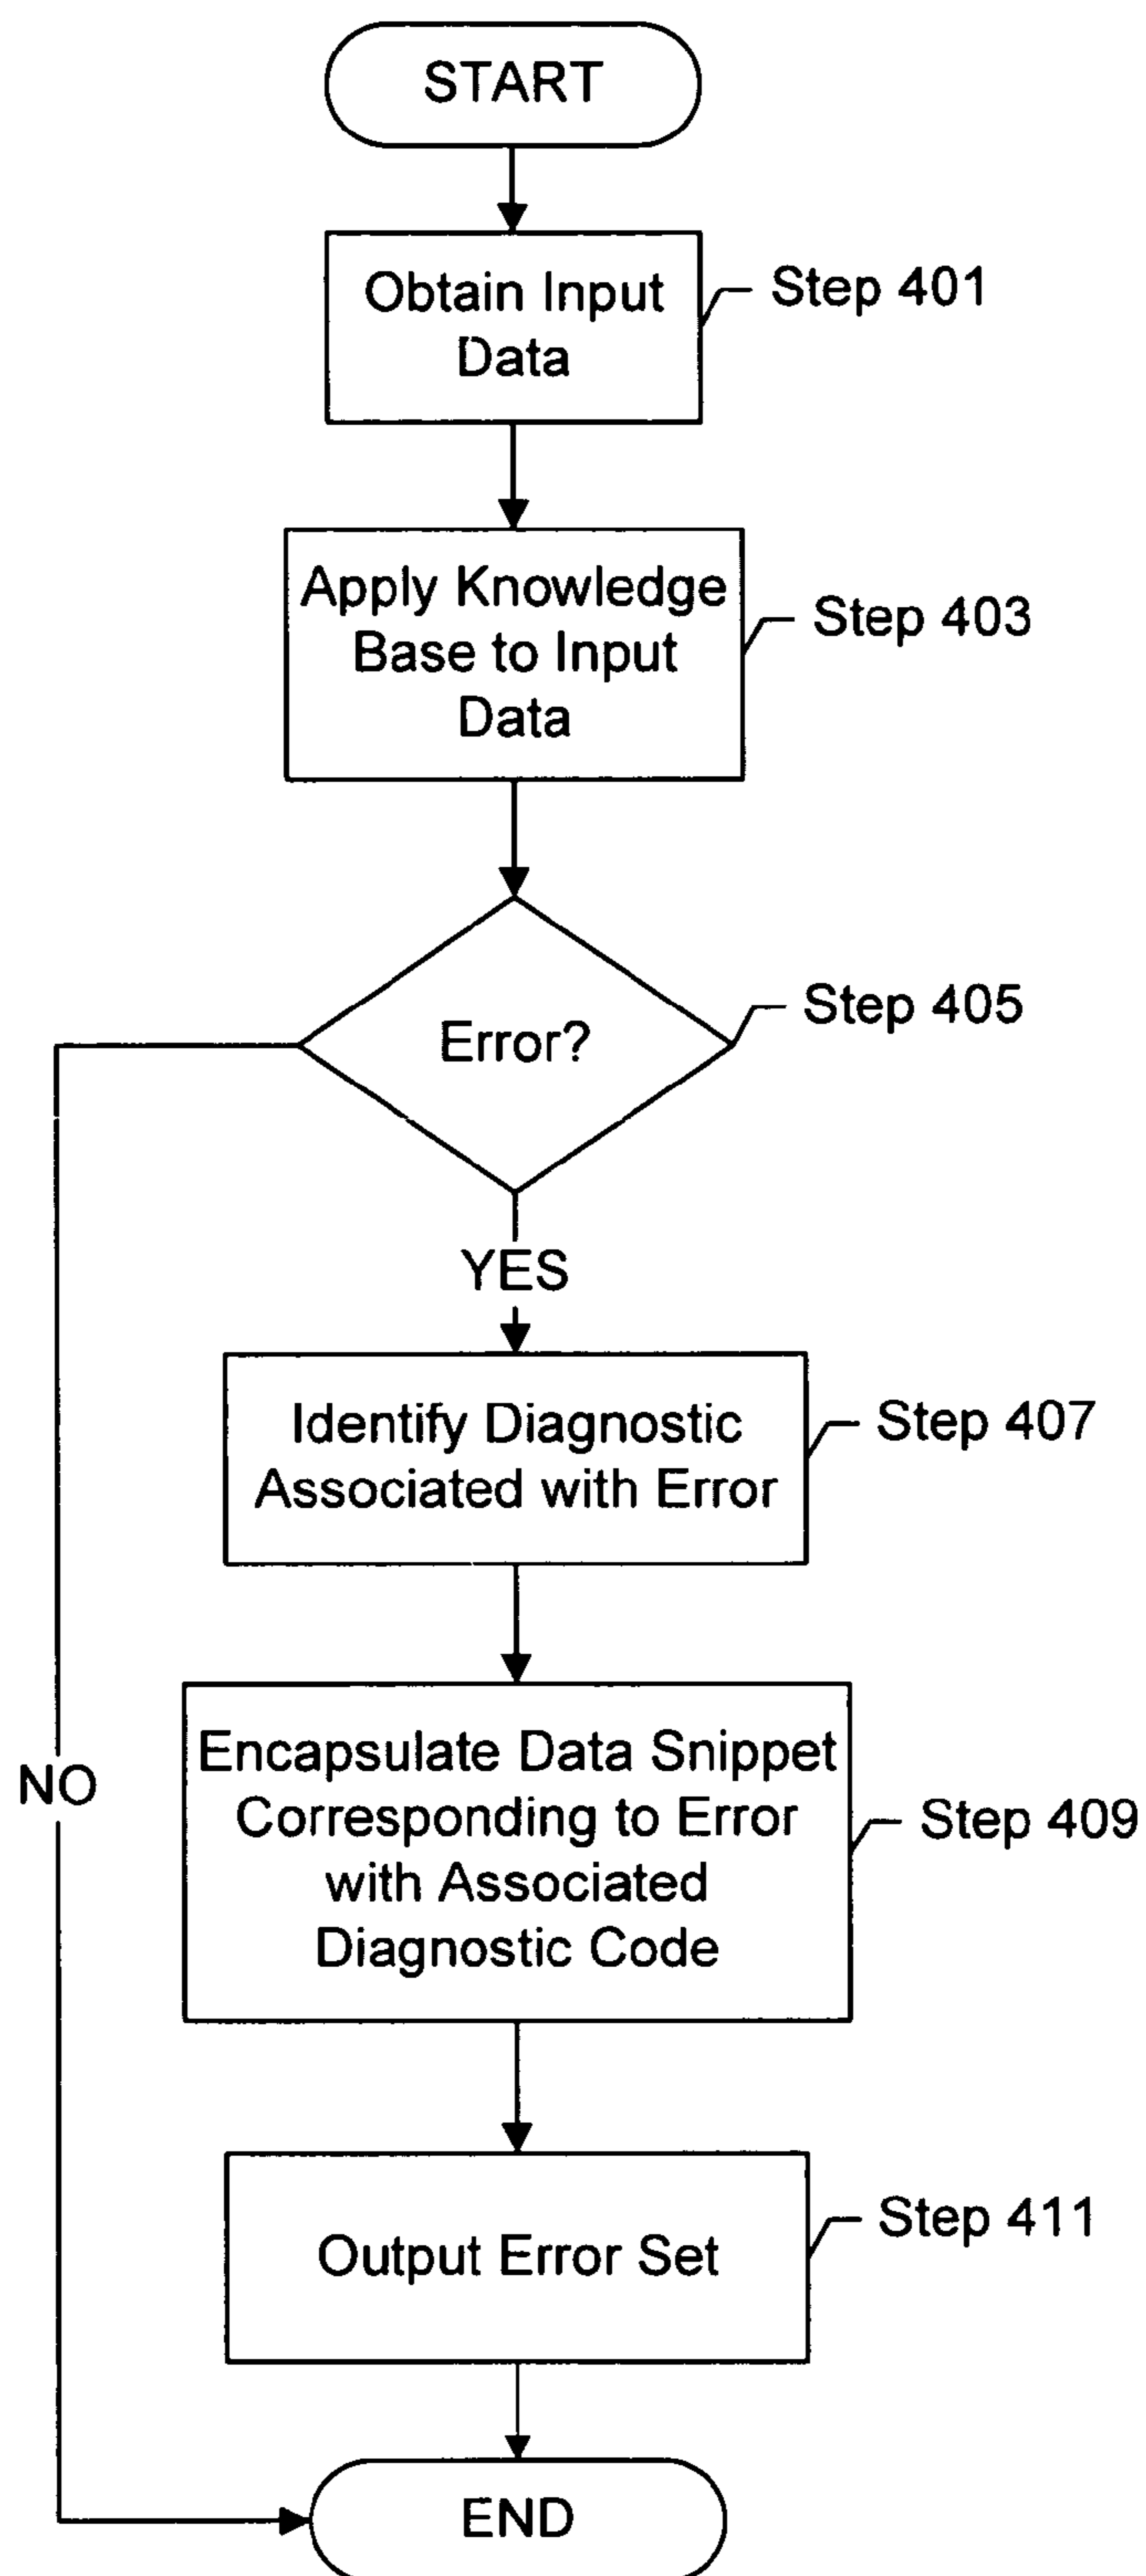 START
Obtain Input
Data
Step 401
Apply Knowledge
Base to Input
Data
Step 403
Error?
Step 405
YES
Identify Diagnostic
Associated with Error
Step 407
NO
Encapsulate Data Snippet
Corresponding to Error
with Associated
Diagnostic Code
Step 409
Output Error Set
Step 411
END